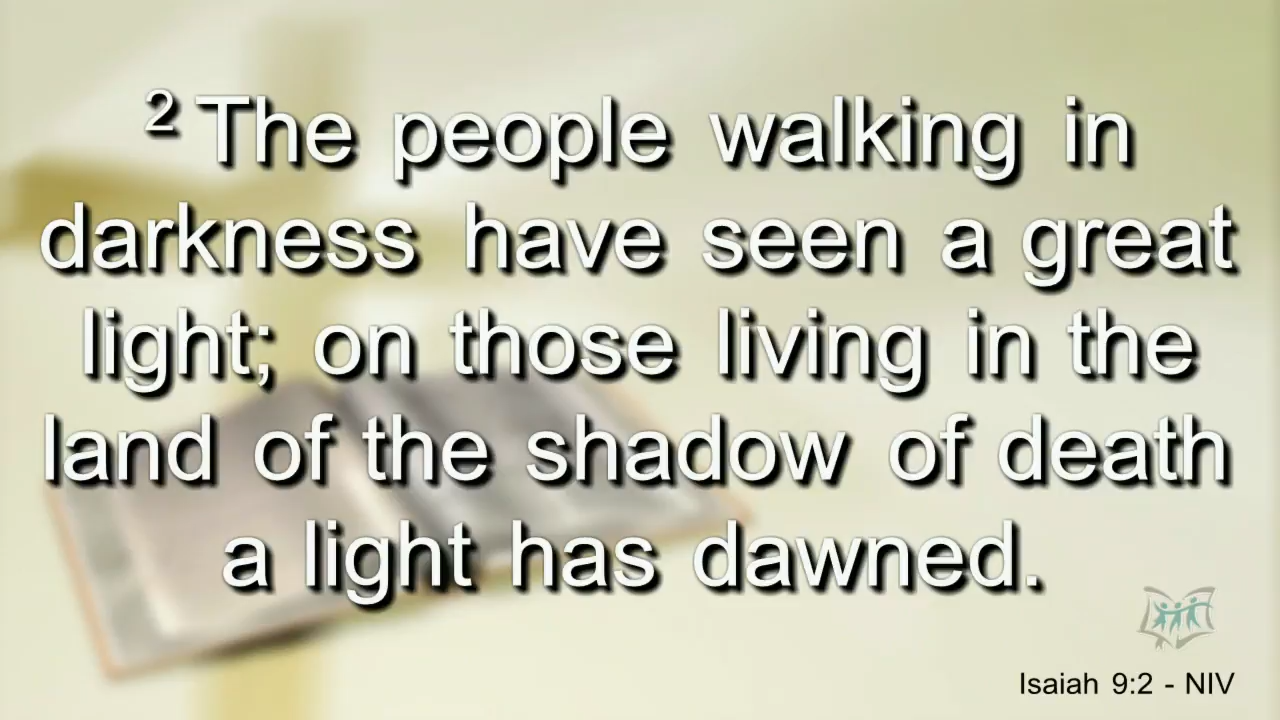 ² The people walking in
darkness have seen a great
light; on those living in the
land of the shadow of death
a light has dawned.
Isaiah 9:2 - NIV